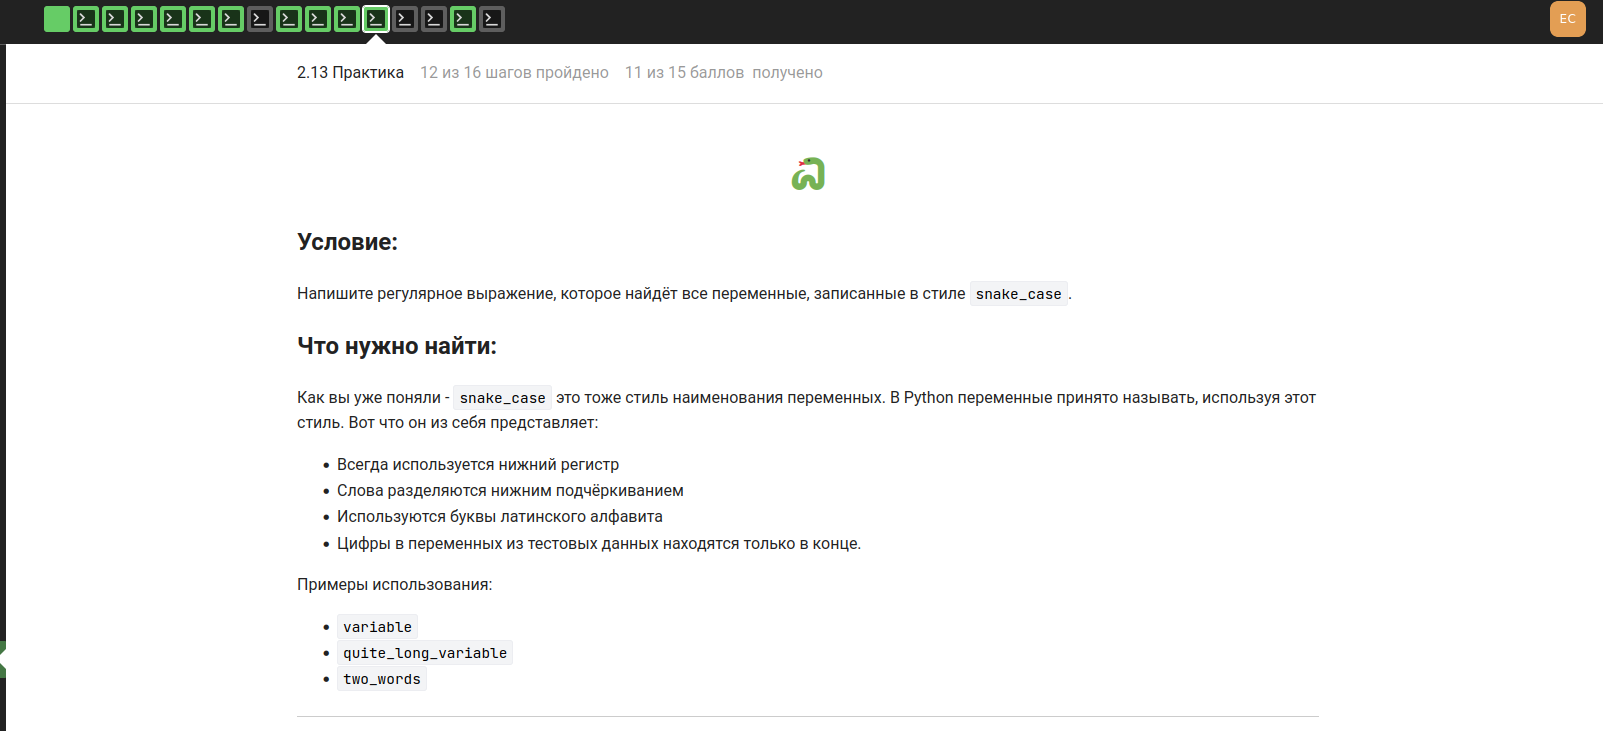 EC
2.13 Практика 12 из 16 шагов пройдено 11 из 15 баллов получено
Условие:
Напишите регулярное выражение, которое найдёт все переменные, записанные в стиле snake_case.
Что нужно найти:
Как вы уже поняли - snake_case это тоже стиль наименования переменных. В Python переменные принято называть, используя этот
стиль. Вот что он из себя представляет:
• Всегда используется нижний регистр
• Слова разделяются нижним подчёркиванием
• Используются буквы латинского алфавита
• Цифры в переменных из тестовых данных находятся только в конце.
Примеры использования:
• variable
• quite_long_variable
• two_words